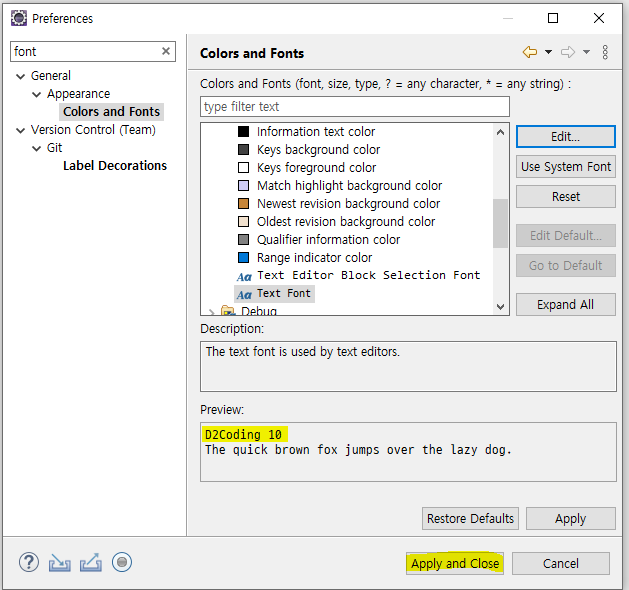 Preferences
font
General
Appearance
Colors and Fonts
Version Control (Team)
Git
Label Decorations
Colors and Fonts
Colors and Fonts (font, size, type, ? = any character, * = any string) :
type filter text
Information text color
Keys background color
Keys foreground color
Match highlight background color
Newest revision background color
Oldest revision background color
Qualifier information color
Range indicator color
Aa Text Editor Block Selection Font
Aa Text Font
Debug
Edit...
Use System Font
Reset
Edit Default...
Go to Default
Expand All
Description:
The text font is used by text editors.
Preview:
D2Coding 10
The quick brown fox jumps over the lazy dog.
Restore Defaults
Apply
Apply and Close
Cancel